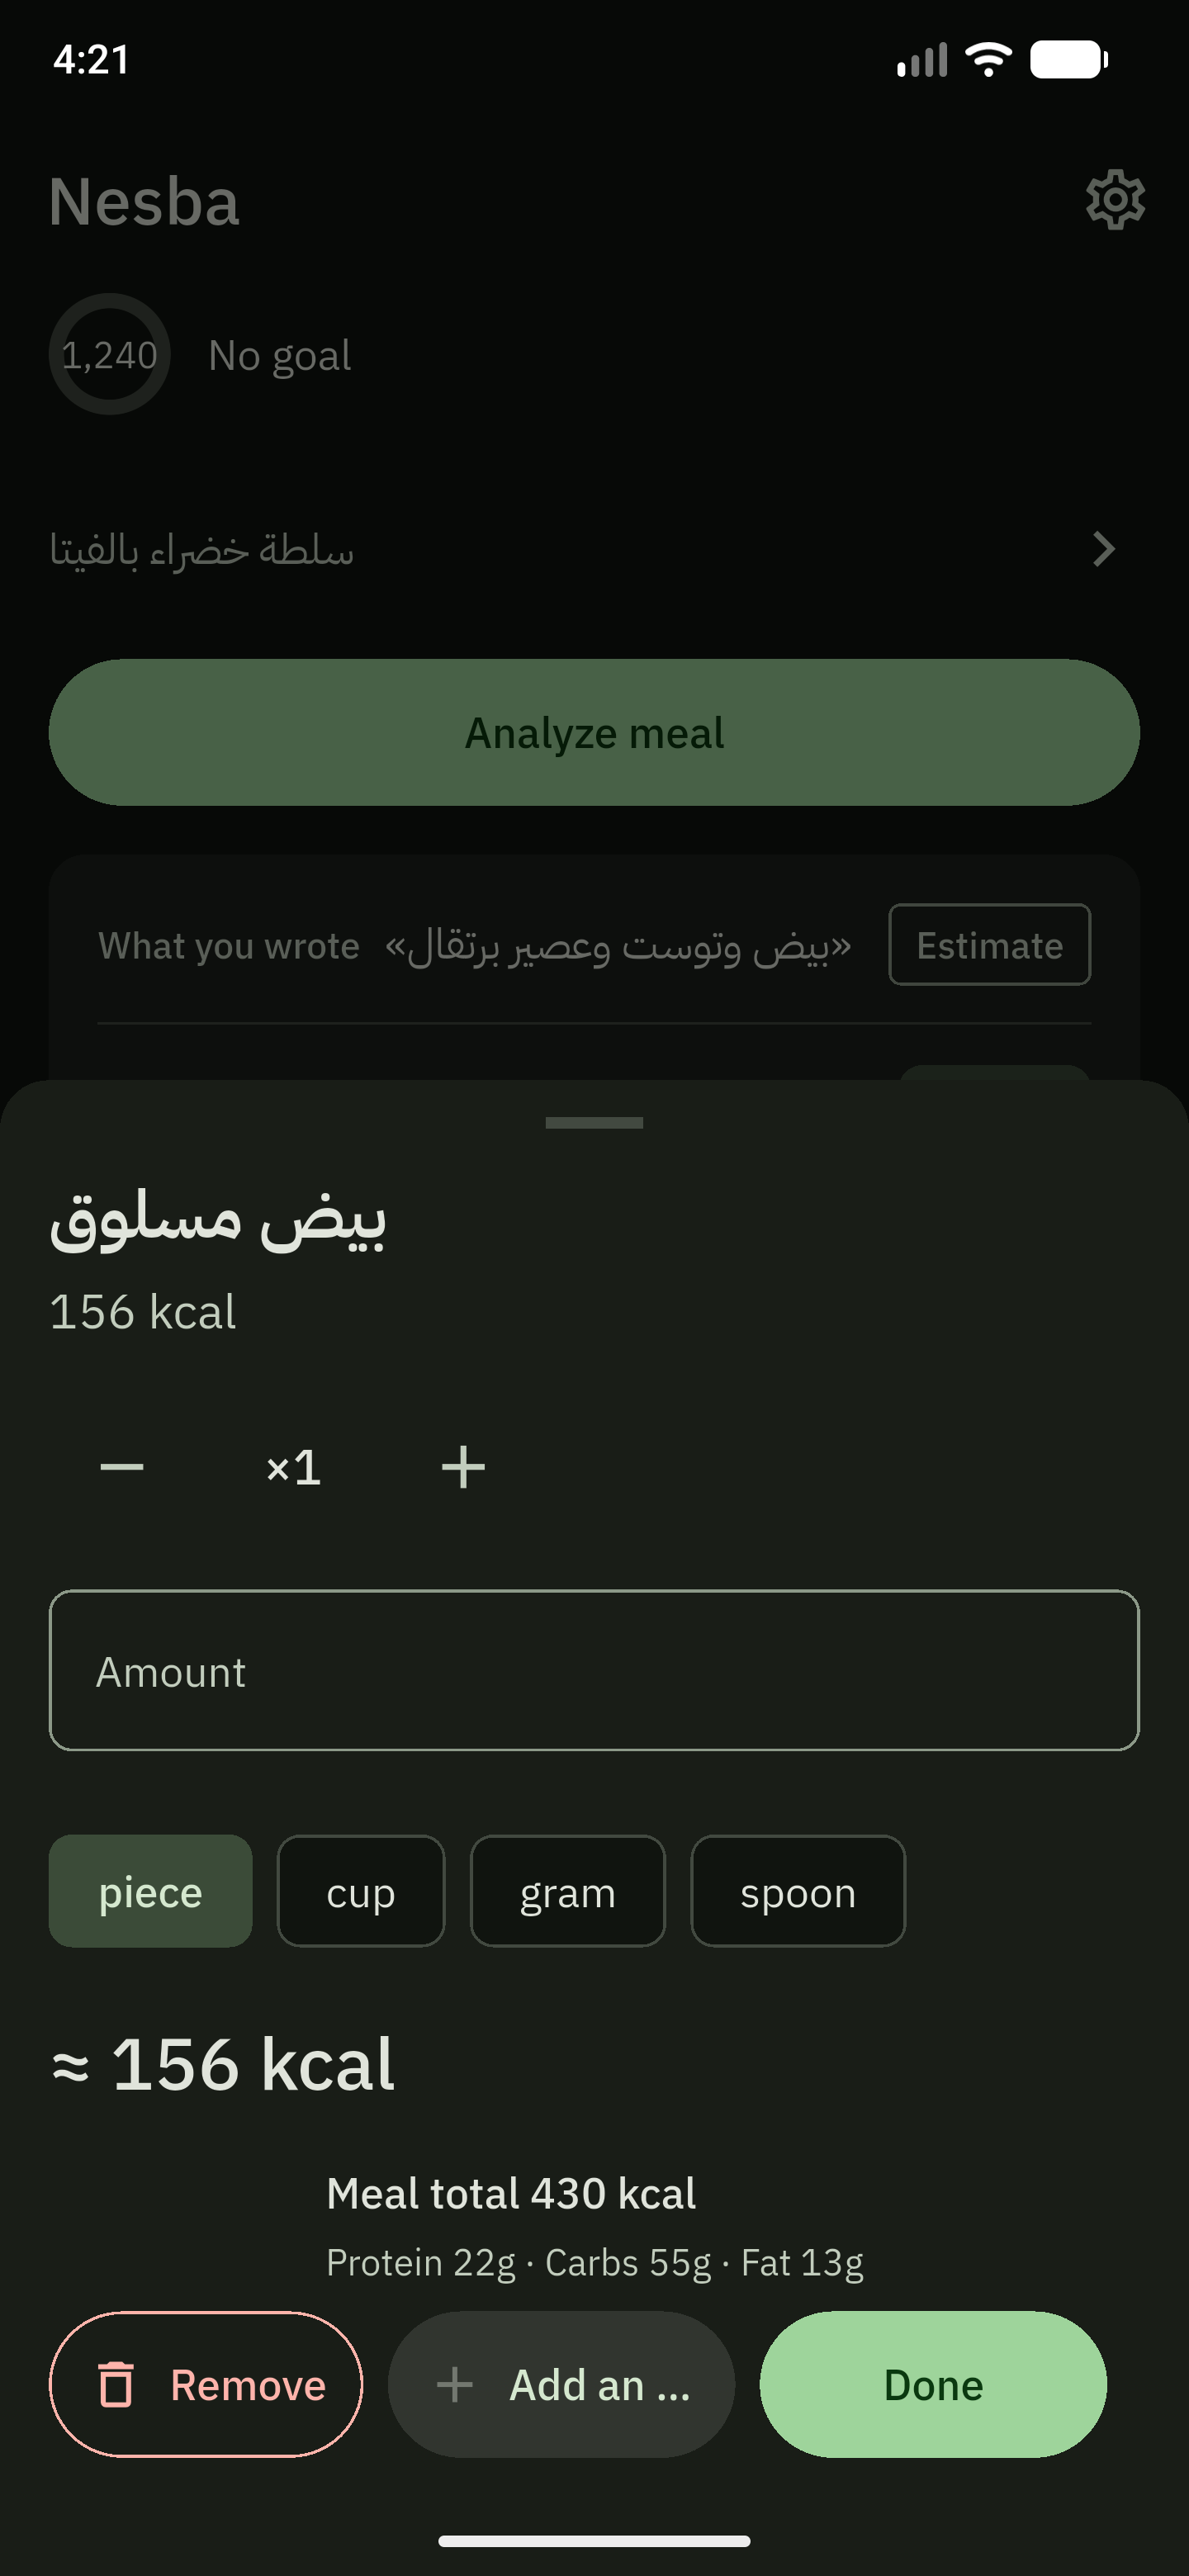 4:21
Nesba
1,240 No goal
سلطة خضراء بالفيتا
Analyze meal
What you wrote «بيض وتوست وعصير برتقال» Estimate
بيض مسلوق
156 kcal
×1
Amount
piece cup gram spoon
≈ 156 kcal
Meal total 430 kcal
Protein 22g · Carbs 55g · Fat 13g
Remove Add an ... Done